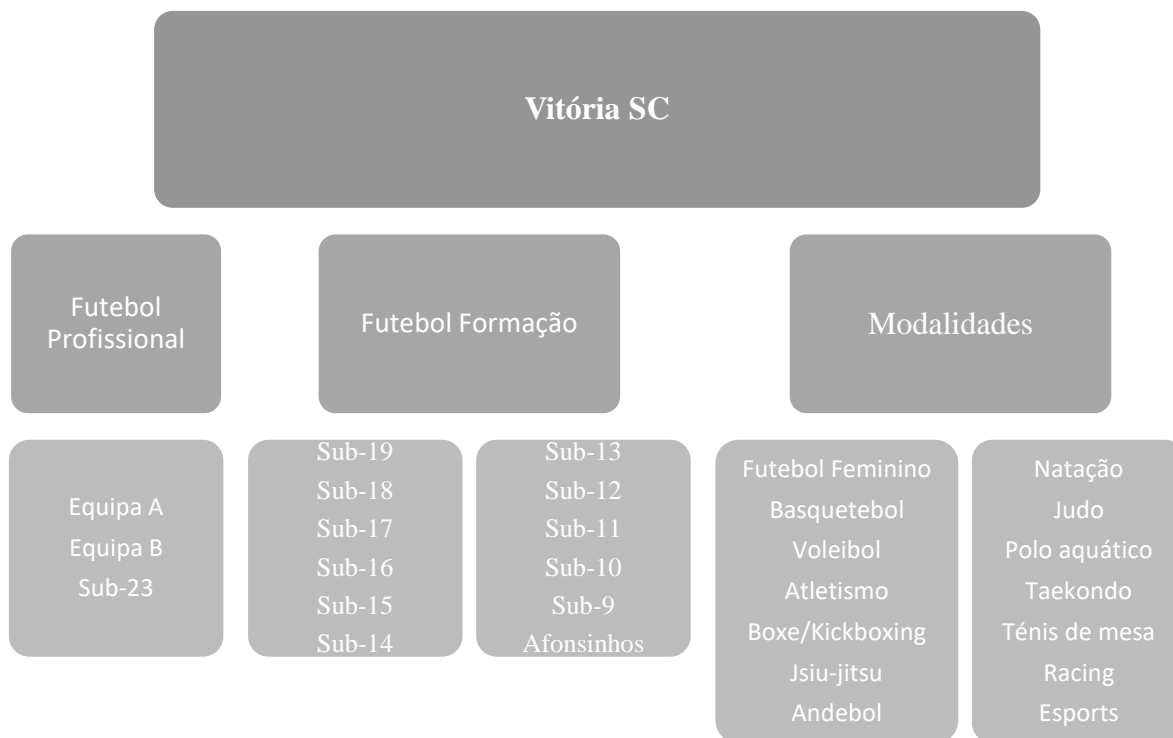 Vitória SC
Futebol
Profissional
Futebol Formação
Modalidades
Equipa A
Equipa B
Sub-23
Sub-19
Sub-18
Sub-17
Sub-16
Sub-15
Sub-14
Sub-13
Sub-12
Sub-11
Sub-10
Sub-9
Afonsinhos
Futebol Feminino
Basquetebol
Voleibol
Atletismo
Boxe/Kickboxing
Jsiu-jitsu
Andebol
Natação
Judo
Polo aquático
Taekondo
Ténis de mesa
Racing
Esports